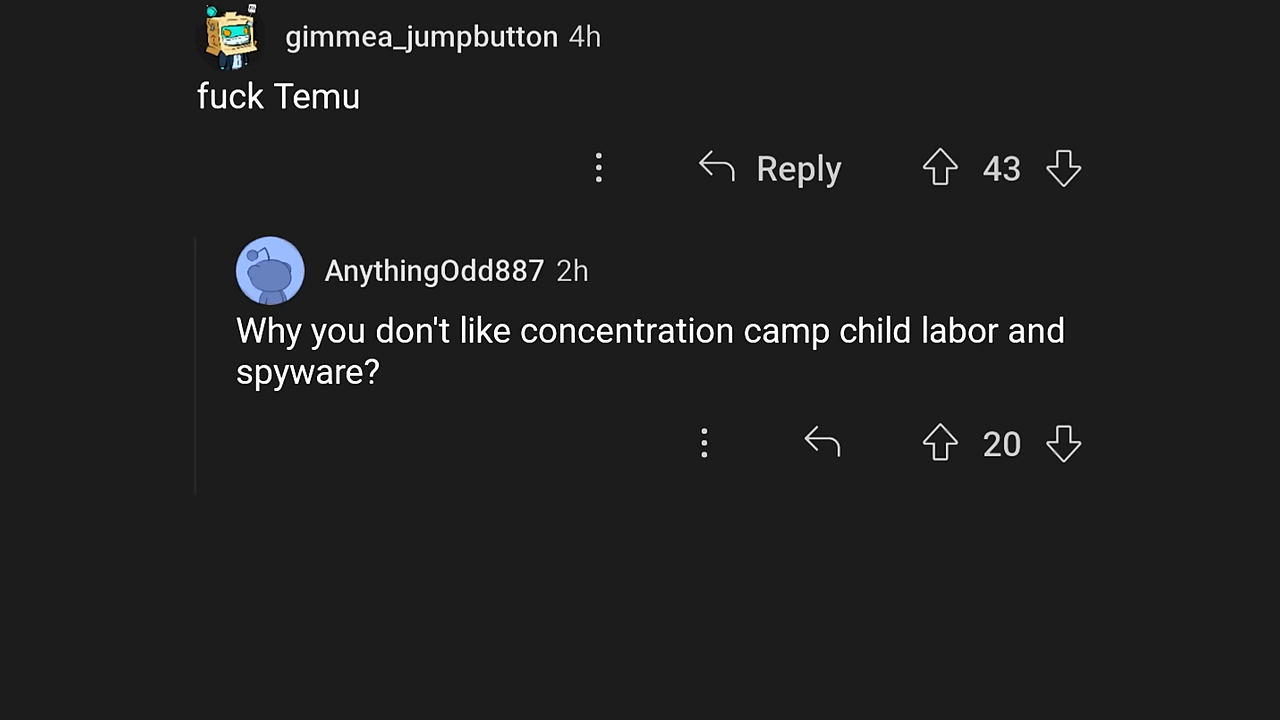 gimmea_jumpbutton 4h
fuck Temu
Reply 43
AnythingOdd887 2h
Why you don't like concentration camp child labor and
spyware?
20